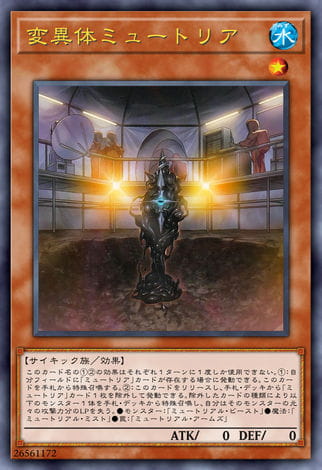 変異体ミュートリア
水
【サイキック族／効果】
このカード名の①②の効果はそれぞれ１ターンに１度しか使用できない。①：自
分フィールドに「ミュートリア」カードが存在する場合に発動できる。このカー
ドを手札から特殊召喚する。②：このカードをリリースし、手札・デッキから「ミュ
ートリア」カード１枚を除外して発動できる。除外したカードの種類により以
下のモンスター１体を手札・デッキから特殊召喚し、自分はそのモンスターの元
々の攻撃力分のLPを失う。●モンスター：「ミュートリアル・ビースト」●魔法：「
ミュートリアル・ミスト」●罠：「ミュートリアル・アームズ」
ATK/ 0 DEF/ 0
26561172